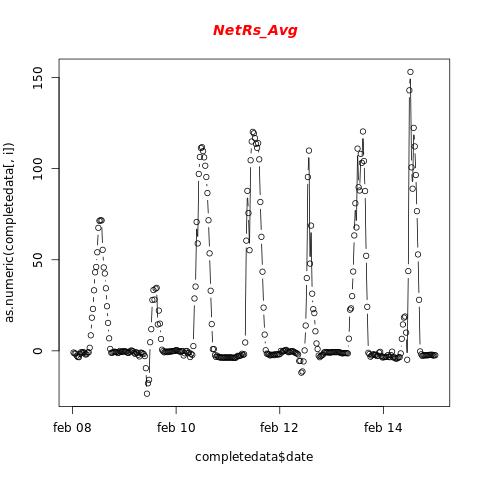 NetRs_Avg
as.numeric(completedata[, i])
150
100
50
0
feb 08
feb 10
feb 12
feb 14
completedata$date